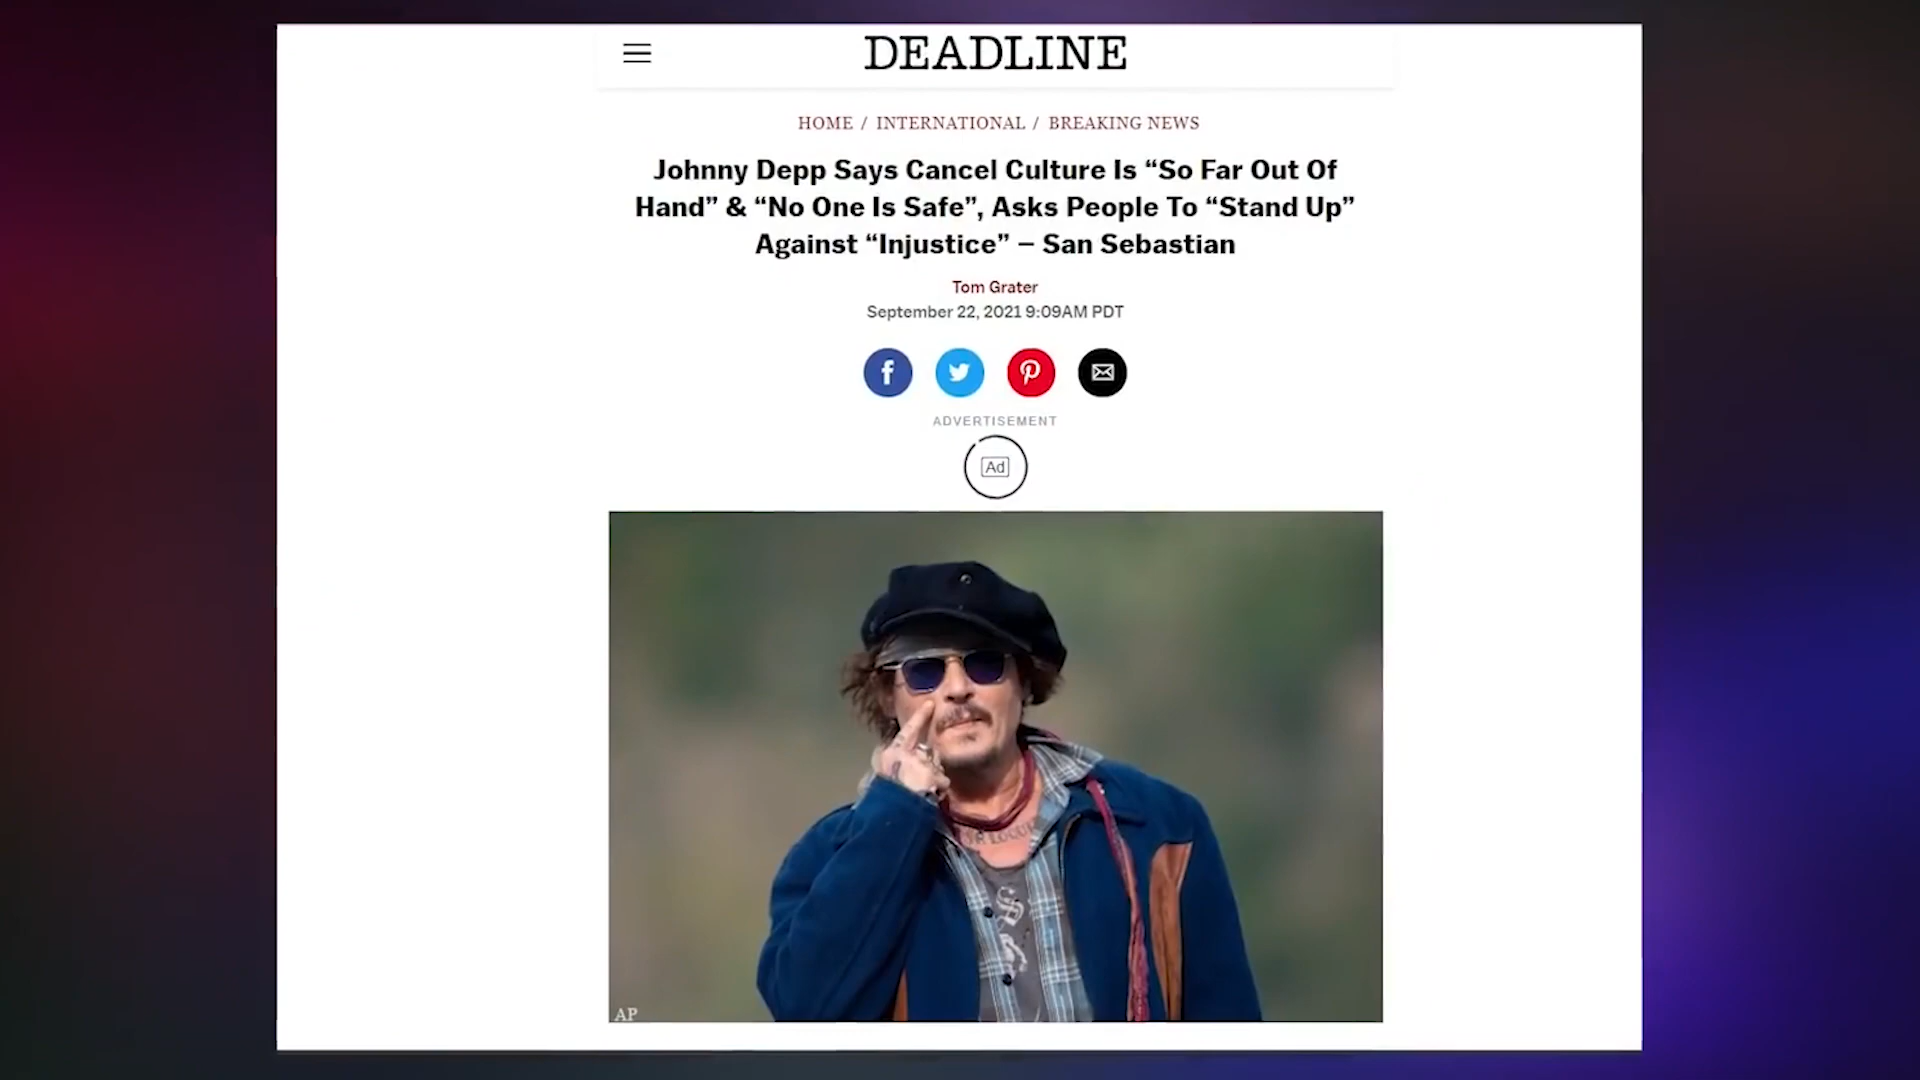 DEADLINE
HOME / INTERNATIONAL / BREAKING NEWS
Johnny Depp Says Cancel Culture Is “So Far Out Of
Hand” & “No One Is Safe”, Asks People To “Stand Up”
Against “Injustice” – San Sebastian
Tom Grater
September 22, 2021 9:09AM PDT
ADVERTISEMENT
Ad
AP